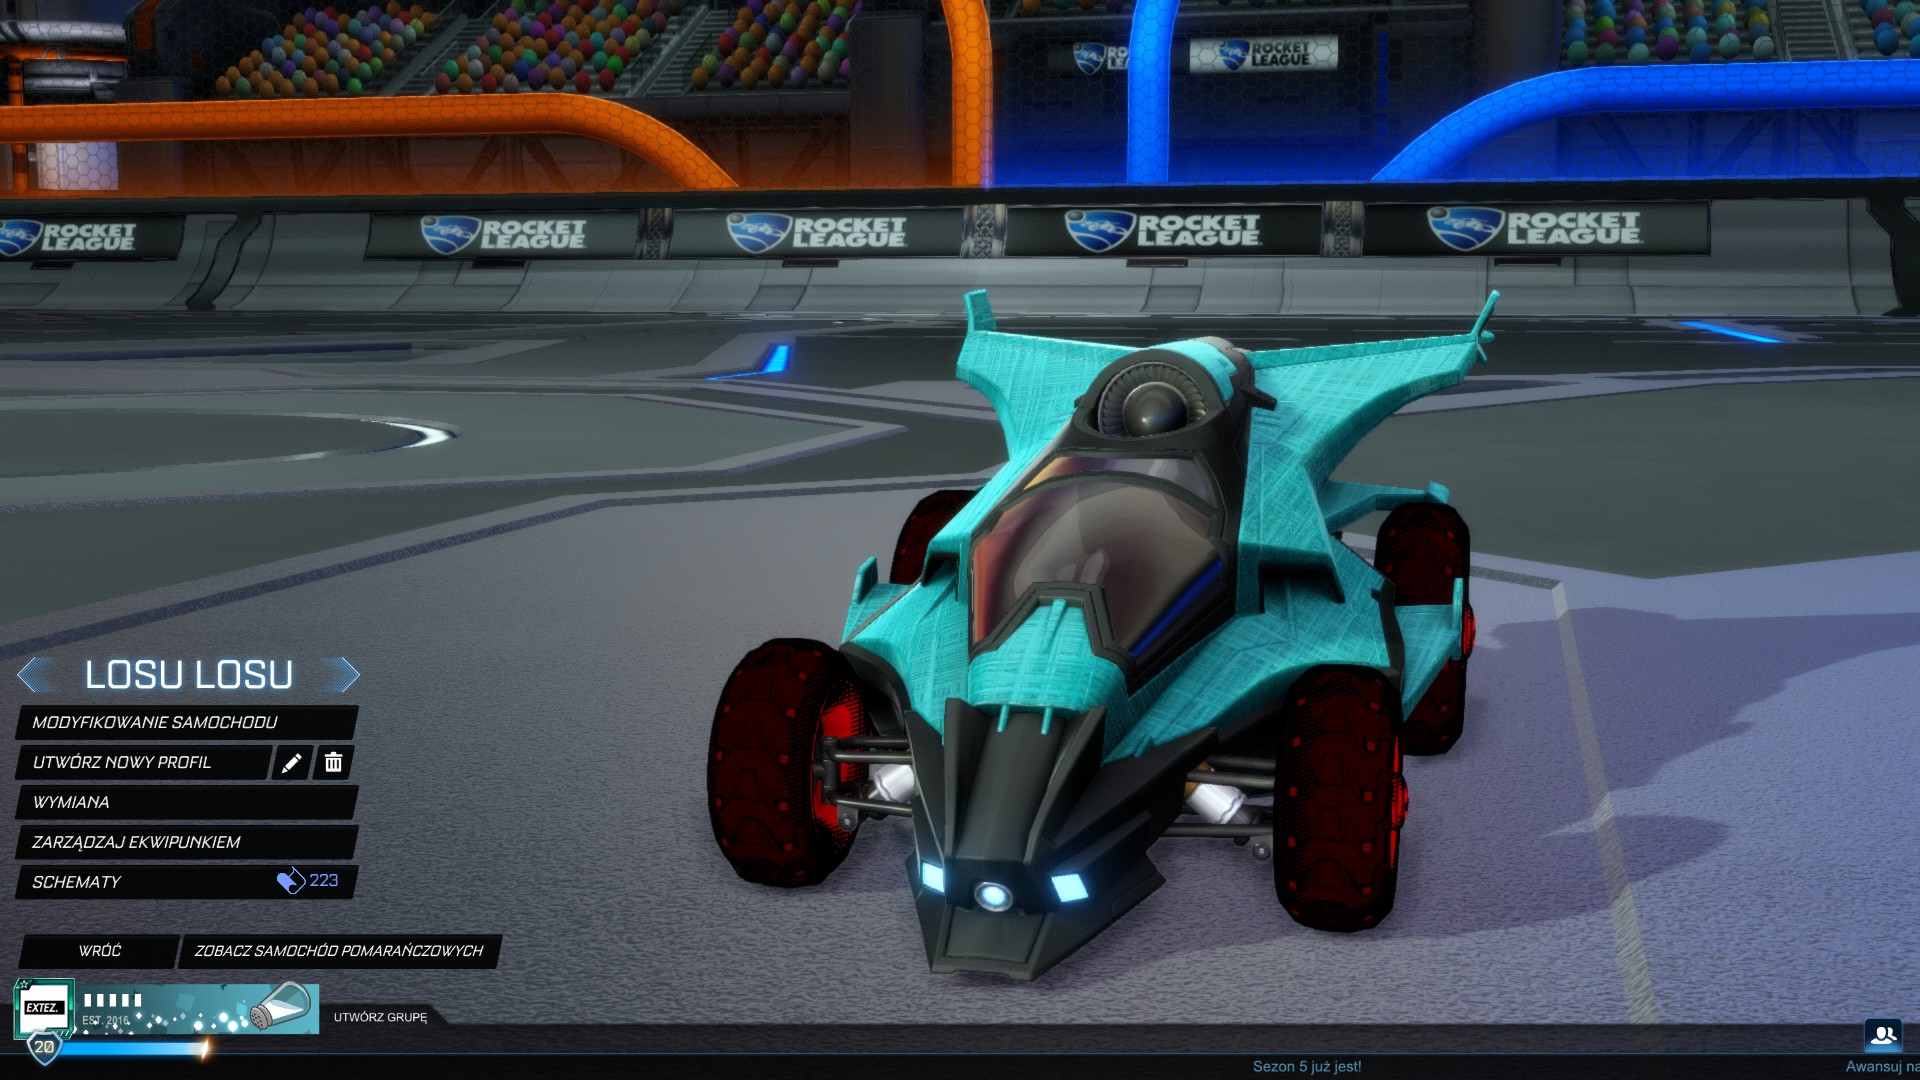 ROCKET
LEAGUE
ROCKET
LEAGUE
ROCKET
LEAGUE
ROCKET
LEAGUE
ROCKET
LEAGUE
ROCKET
LEAGUE
LOSU LOSU
MODYFIKOWANIE SAMOCHODU
UTWÓRZ NOWY PROFIL
WYMIANA
ZARZĄDZAJ EKWIPUNKIEM
SCHEMATY 223
WRÓĆ ZOBACZ SAMOCHÓD POMARAŃCZOWYCH
EXTEZ.
EST. 2016
UTWÓRZ GRUPĘ
20
Sezon 5 już jest! Awansuj na